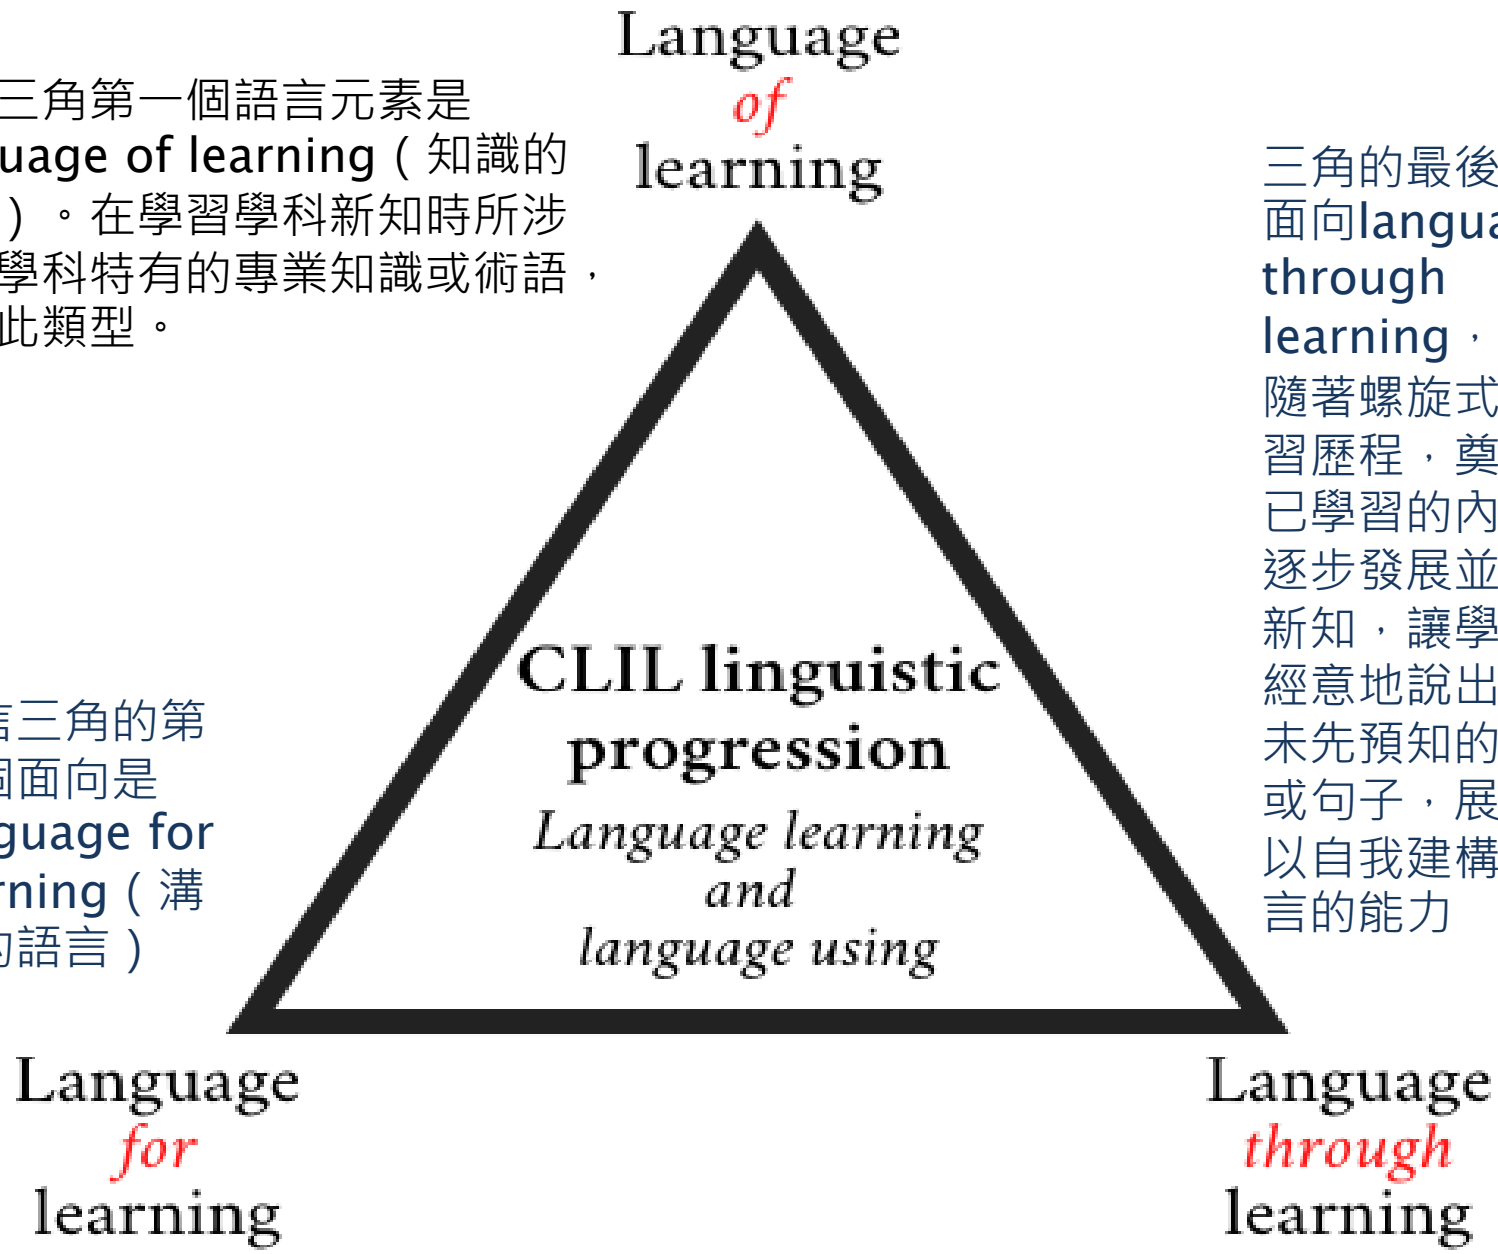 Language
of
learning
三角第一個語言元素是
uage of learning（知識的
）。在學習學科新知時所涉
學科特有的專業知識或術語，
此類型。
三角的最後
面向langua
through
learning，
隨著螺旋式
習歷程，奠
已學習的內
逐步發展並
新知，讓學
經意地說出
未先預知的
或句子，展
以自我建構
言的能力
CLIL linguistic
progression
Language learning
and
language using
言三角的第
個面向是
guage for
rning（溝
的語言）
Language
for
learning
Language
through
learning